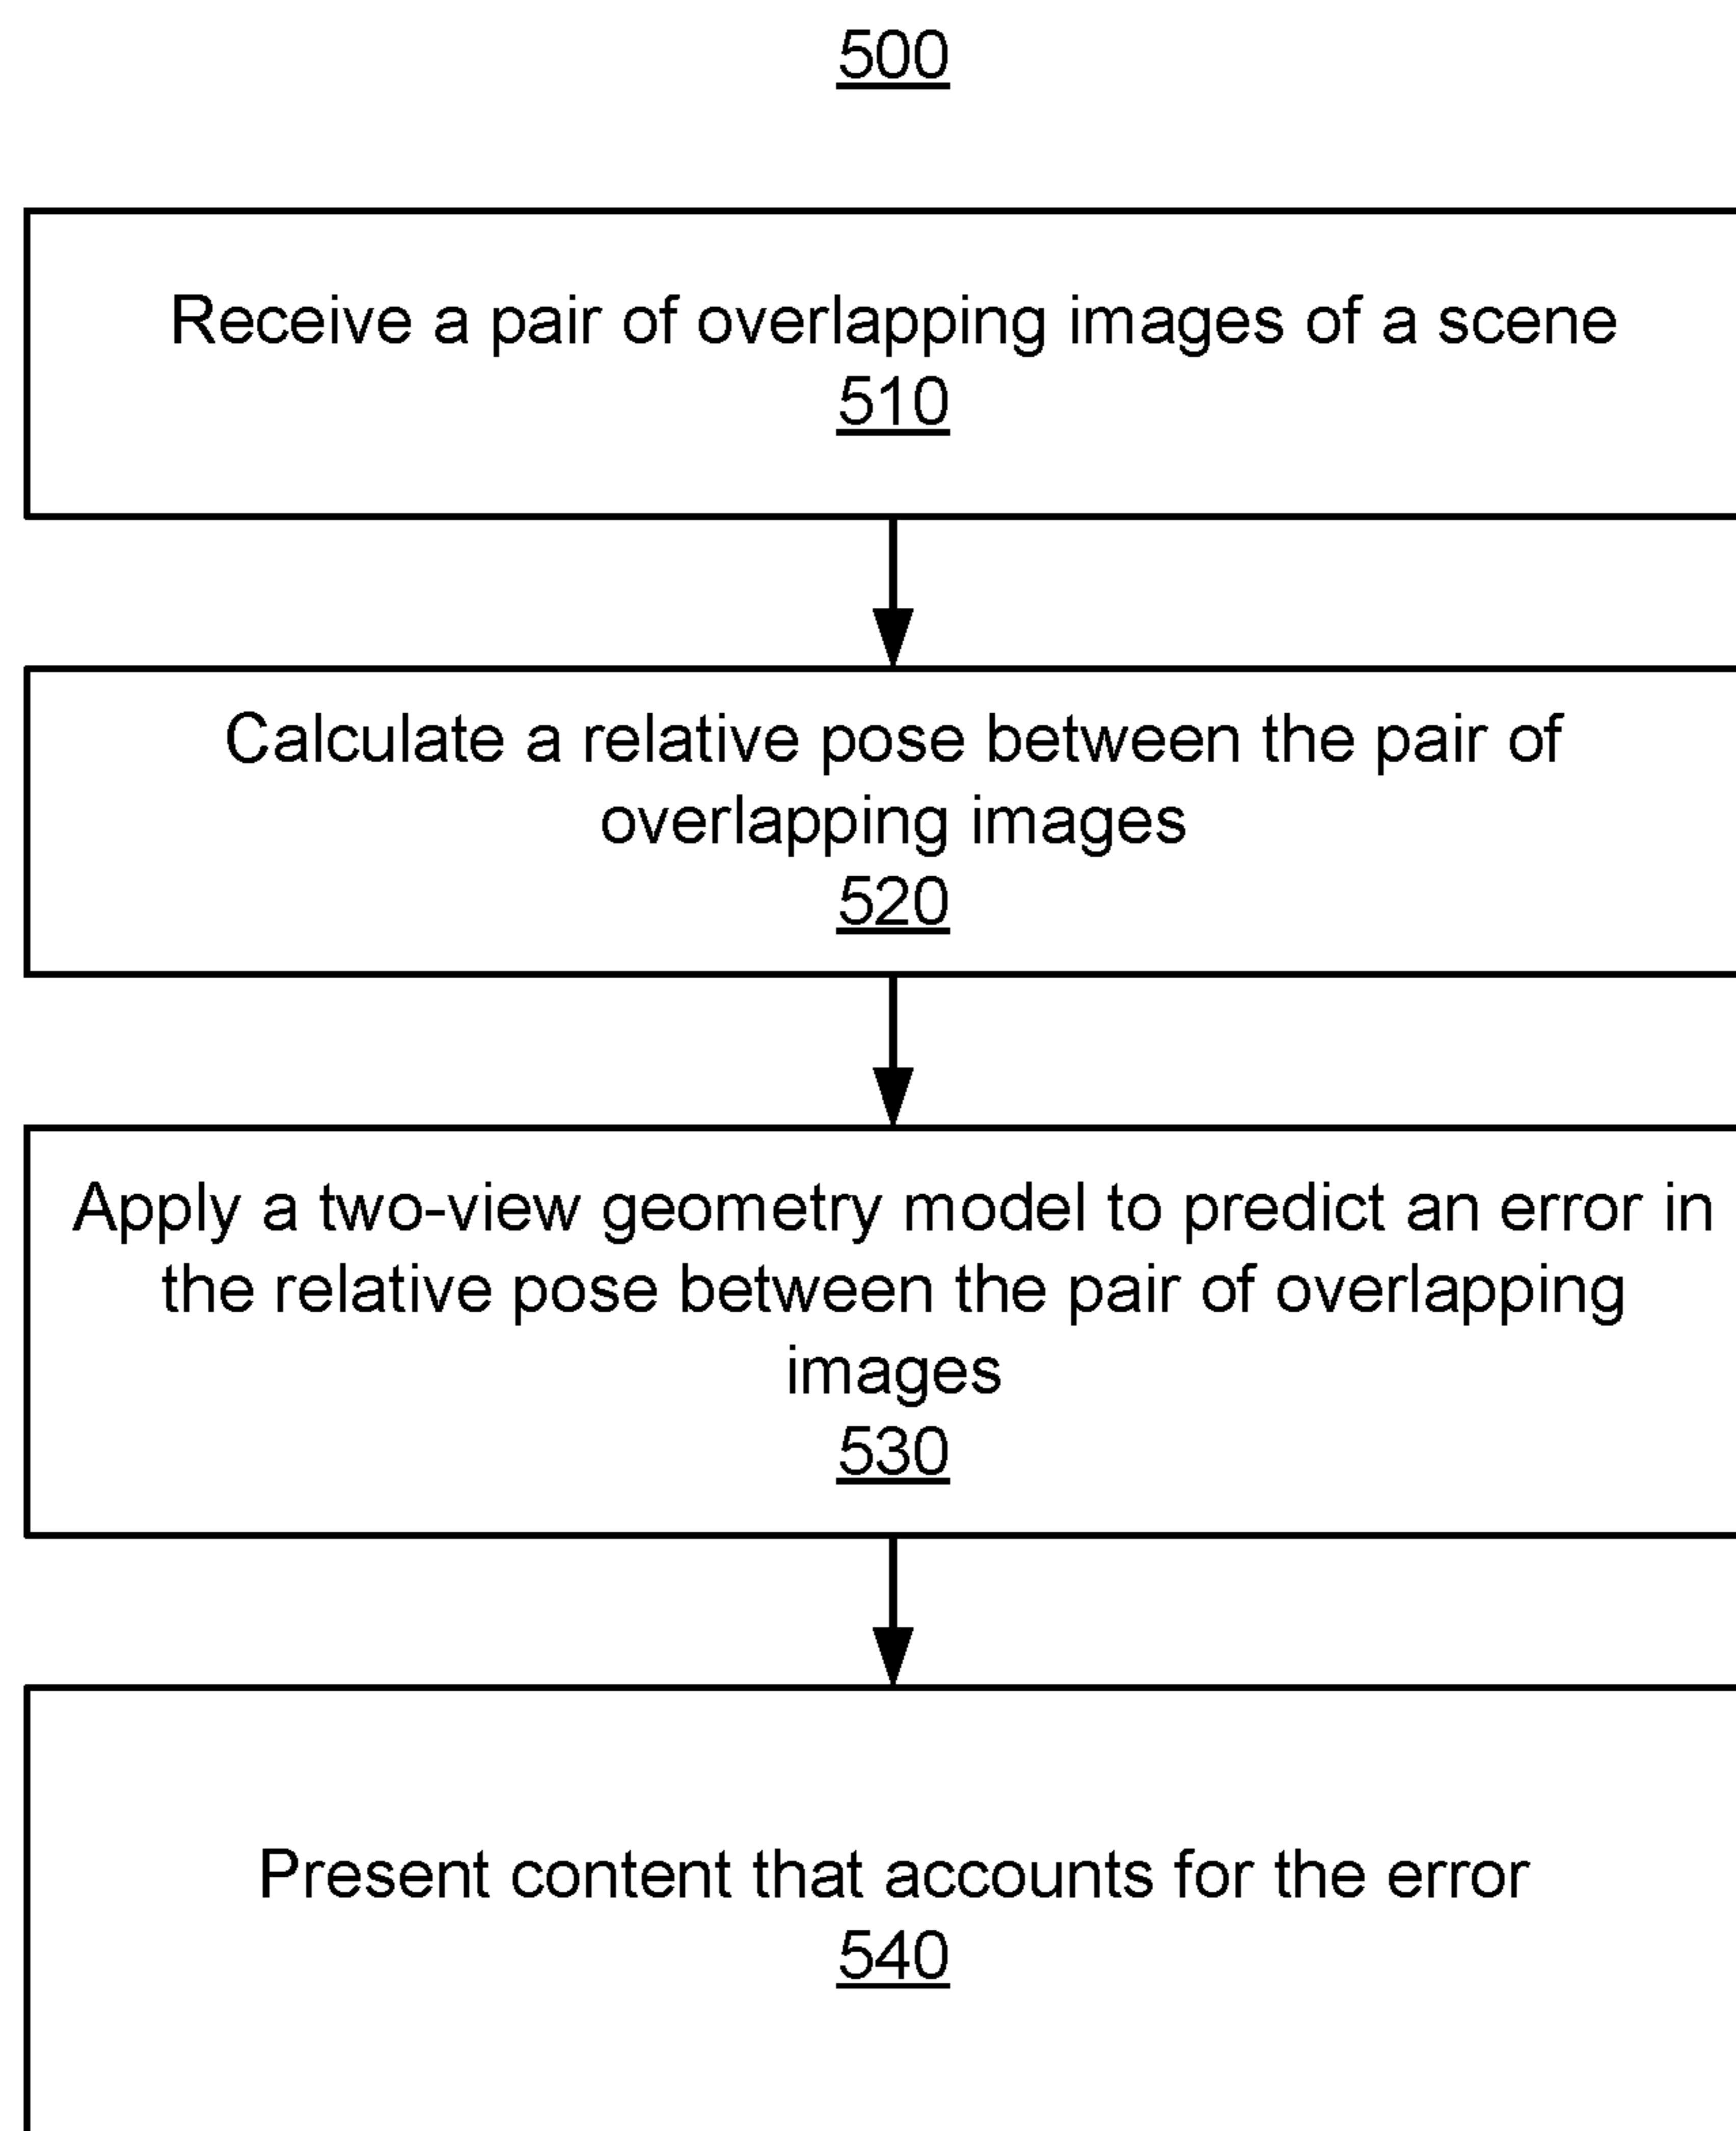 500
Receive a pair of overlapping images of a scene
510
Calculate a relative pose between the pair of
overlapping images
520
Apply a two-view geometry model to predict an error in
the relative pose between the pair of overlapping
images
530
Present content that accounts for the error
540